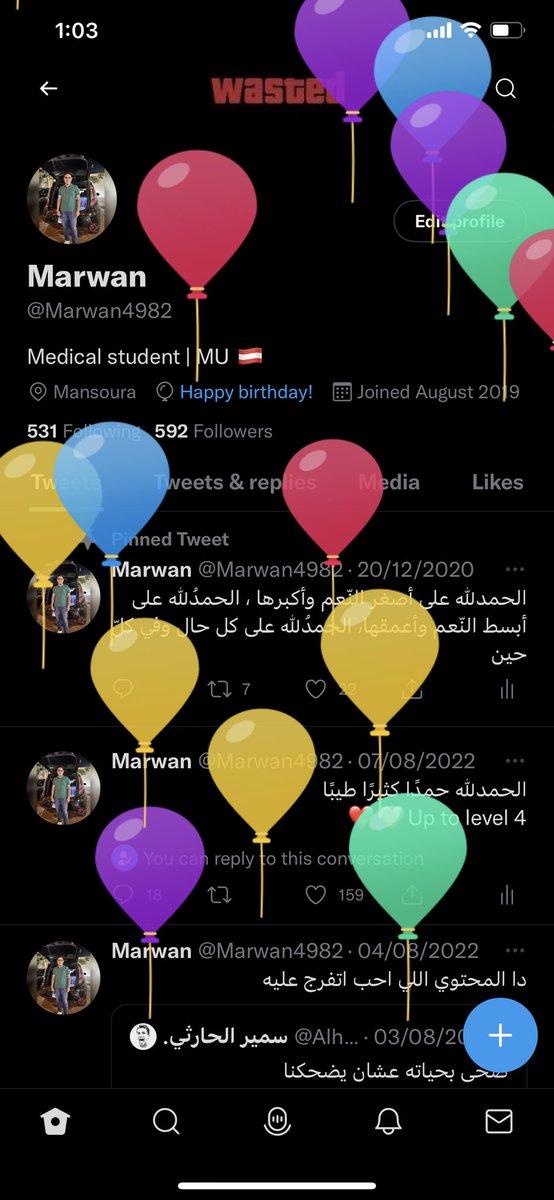 1:03
wasted
Edit profile
Marwan
@Marwan4982
Medical student | MU 🇦🇹
Mansoura Happy birthday! Joined August 2019
531 Following 592 Followers
Tweets Tweets & replies Media Likes
Pinned Tweet
Marwan @Marwan4982 · 20/12/2020
الحمدلله على أصغر النّعم وأكبرها ، الحمدُلله على
أبسط النّعم وأعمقها، الحمدُلله على كل حال وفي كلّ
حين
7 22
Marwan @Marwan4982 · 07/08/2022
الحمدلله حمدًا كثيرًا طيبًا
Up to level 4 🤍🤍❤️
You can reply to this conversation
18 159
Marwan @Marwan4982 · 04/08/2022
دا المحتوي اللي احب اتفرج عليه
سمير الحارثي. @Alh... · 03/08/20
ضحى بحياته عشان يضحكنا